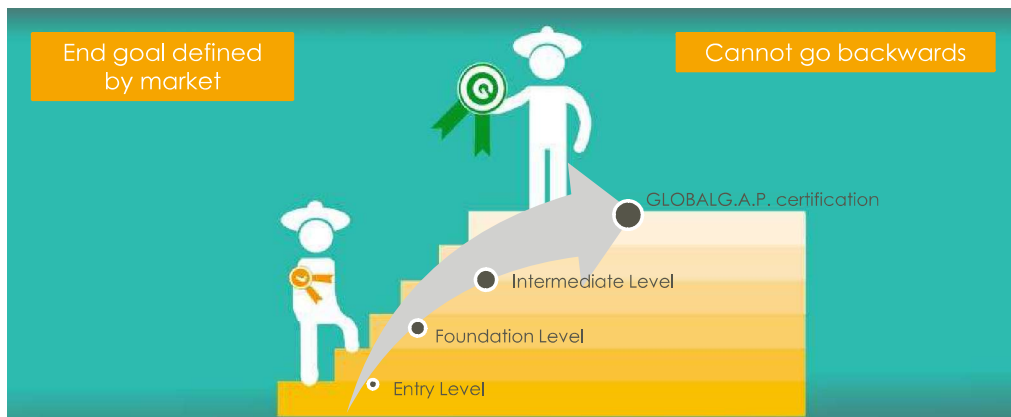 End goal defined
by market
Cannot go backwards
GLOBALG.A.P. certification
Intermediate Level
Foundation Level
Entry Level